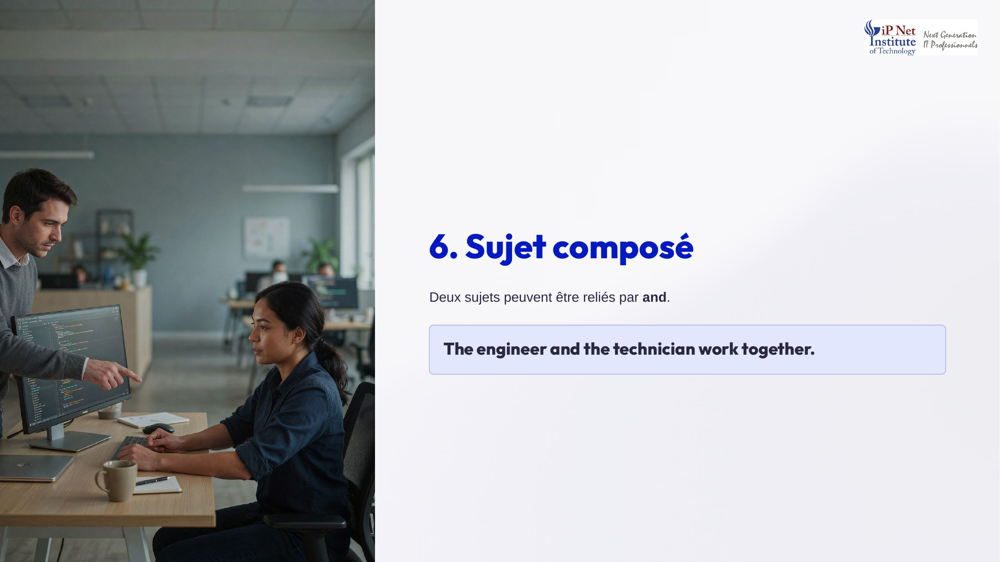 iP Net
Institute
of Technology
Next Generation
IT Professionnels
6. Sujet composé
Deux sujets peuvent être reliés par and.
The engineer and the technician work together.